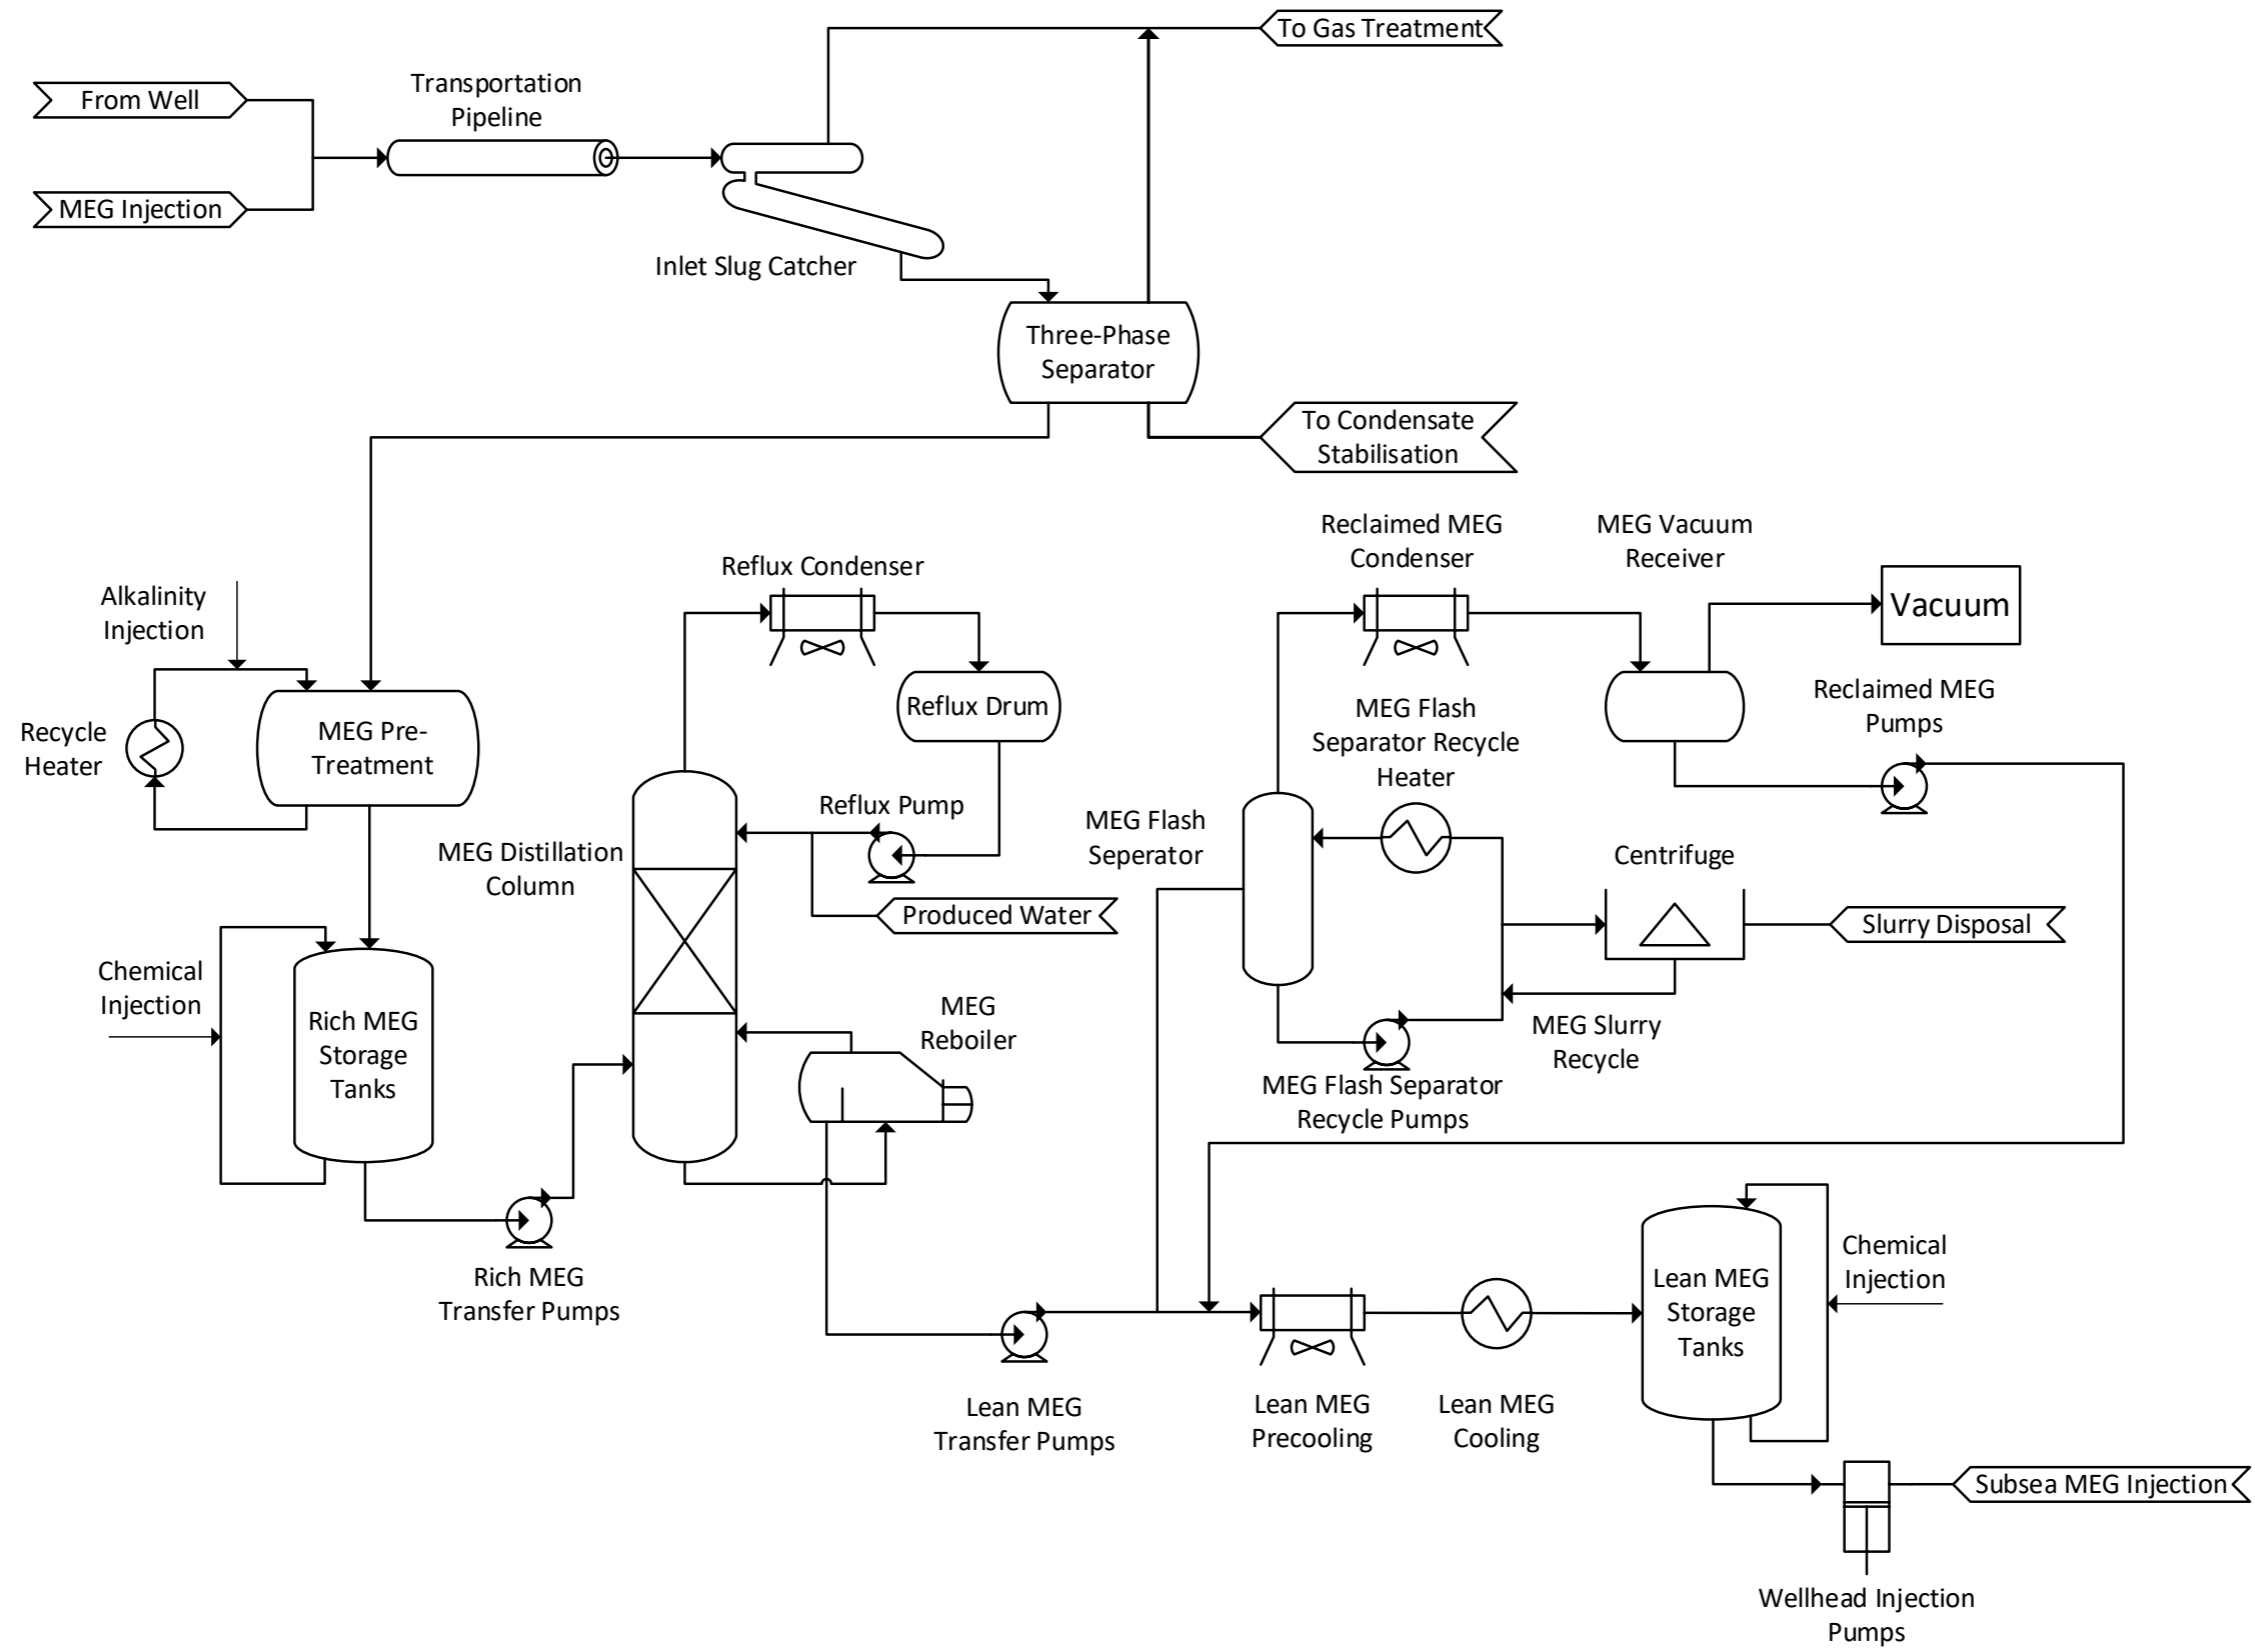 To Gas Treatment
From Well
Transportation
Pipeline
MEG Injection
Inlet Slug Catcher
Three-Phase
Separator
To Condensate
Stabilisation
Reclaimed MEG
Condenser
MEG Vacuum
Receiver
Vacuum
Reflux Condenser
Alkalinity
Injection
Reflux Drum
Recycle
Heater
MEG Pre-
Treatment
MEG Flash
Separator Recycle
Heater
Reclaimed MEG
Pumps
Reflux Pump
MEG Flash
Seperator
MEG Distillation
Column
Centrifuge
Produced Water
Slurry Disposal
Chemical
Injection
Rich MEG
Storage
Tanks
MEG
Reboiler
MEG Slurry
Recycle
MEG Flash Separator
Recycle Pumps
Rich MEG
Transfer Pumps
Chemical
Injection
Lean MEG
Storage
Tanks
Lean MEG
Transfer Pumps
Lean MEG
Precooling
Lean MEG
Cooling
Subsea MEG Injection
Wellhead Injection
Pumps